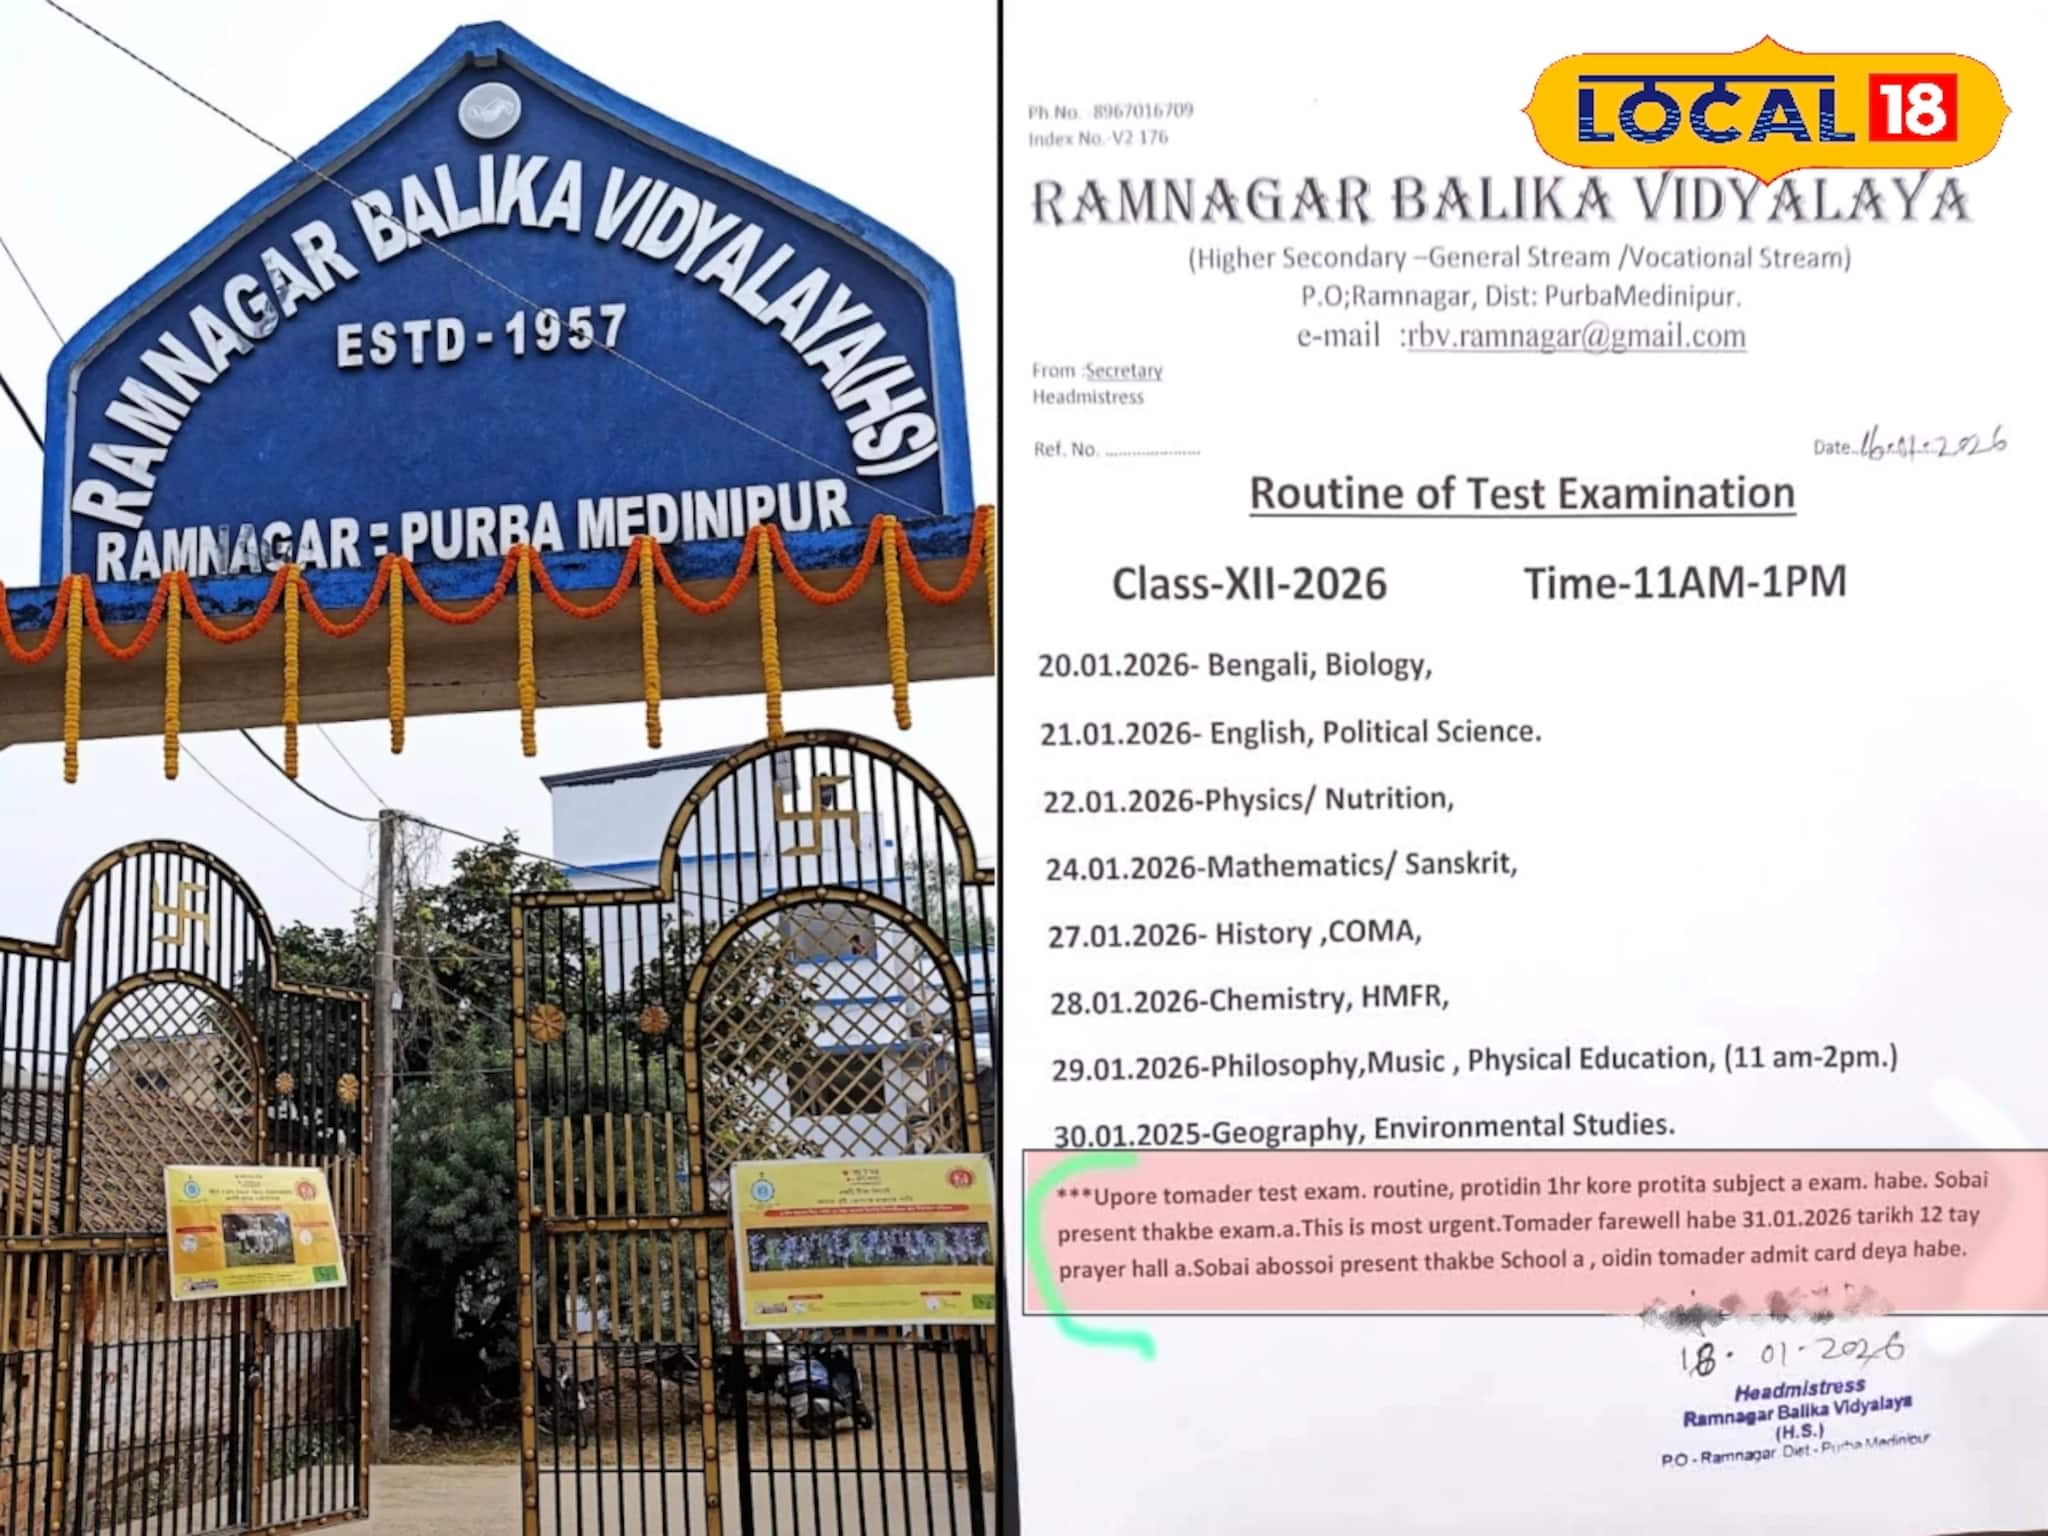 RAMNAGAR BALIKA VIDYALAYA(HS)
ESTD-1957
RAMNAGAR = PURBA MEDINIPUR
LOCAL 18
Ph.No. -8967016709
Index No.-V2 176
RAMNAGAR BALIKA VIDYALAYA
(Higher Secondary –General Stream /Vocational Stream)
P.O;Ramnagar, Dist: PurbaMedinipur.
e-mail :rbv.ramnagar@gmail.com
From :Secretary
Headmistress
Ref. No. .....................
Date. 16.01.2026
Routine of Test Examination
Class-XII-2026 Time-11AM-1PM
20.01.2026- Bengali, Biology,
21.01.2026- English, Political Science.
22.01.2026-Physics/ Nutrition,
24.01.2026-Mathematics/ Sanskrit,
27.01.2026- History ,COMA,
28.01.2026-Chemistry, HMFR,
29.01.2026-Philosophy,Music , Physical Education, (11 am-2pm.)
30.01.2025-Geography, Environmental Studies.
***Upore tomader test exam. routine, protidin 1hr kore protita subject a exam. habe. Sobai
present thakbe exam.a.This is most urgent.Tomader farewell habe 31.01.2026 tarikh 12 tay
prayer hall a.Sobai abossoi present thakbe School a , oidin tomader admit card deya habe.
18.01.2026
Headmistress
Ramnagar Balika Vidyalaya
(H.S.)
P.O - Ramnagar Dist - Purba Medinipur